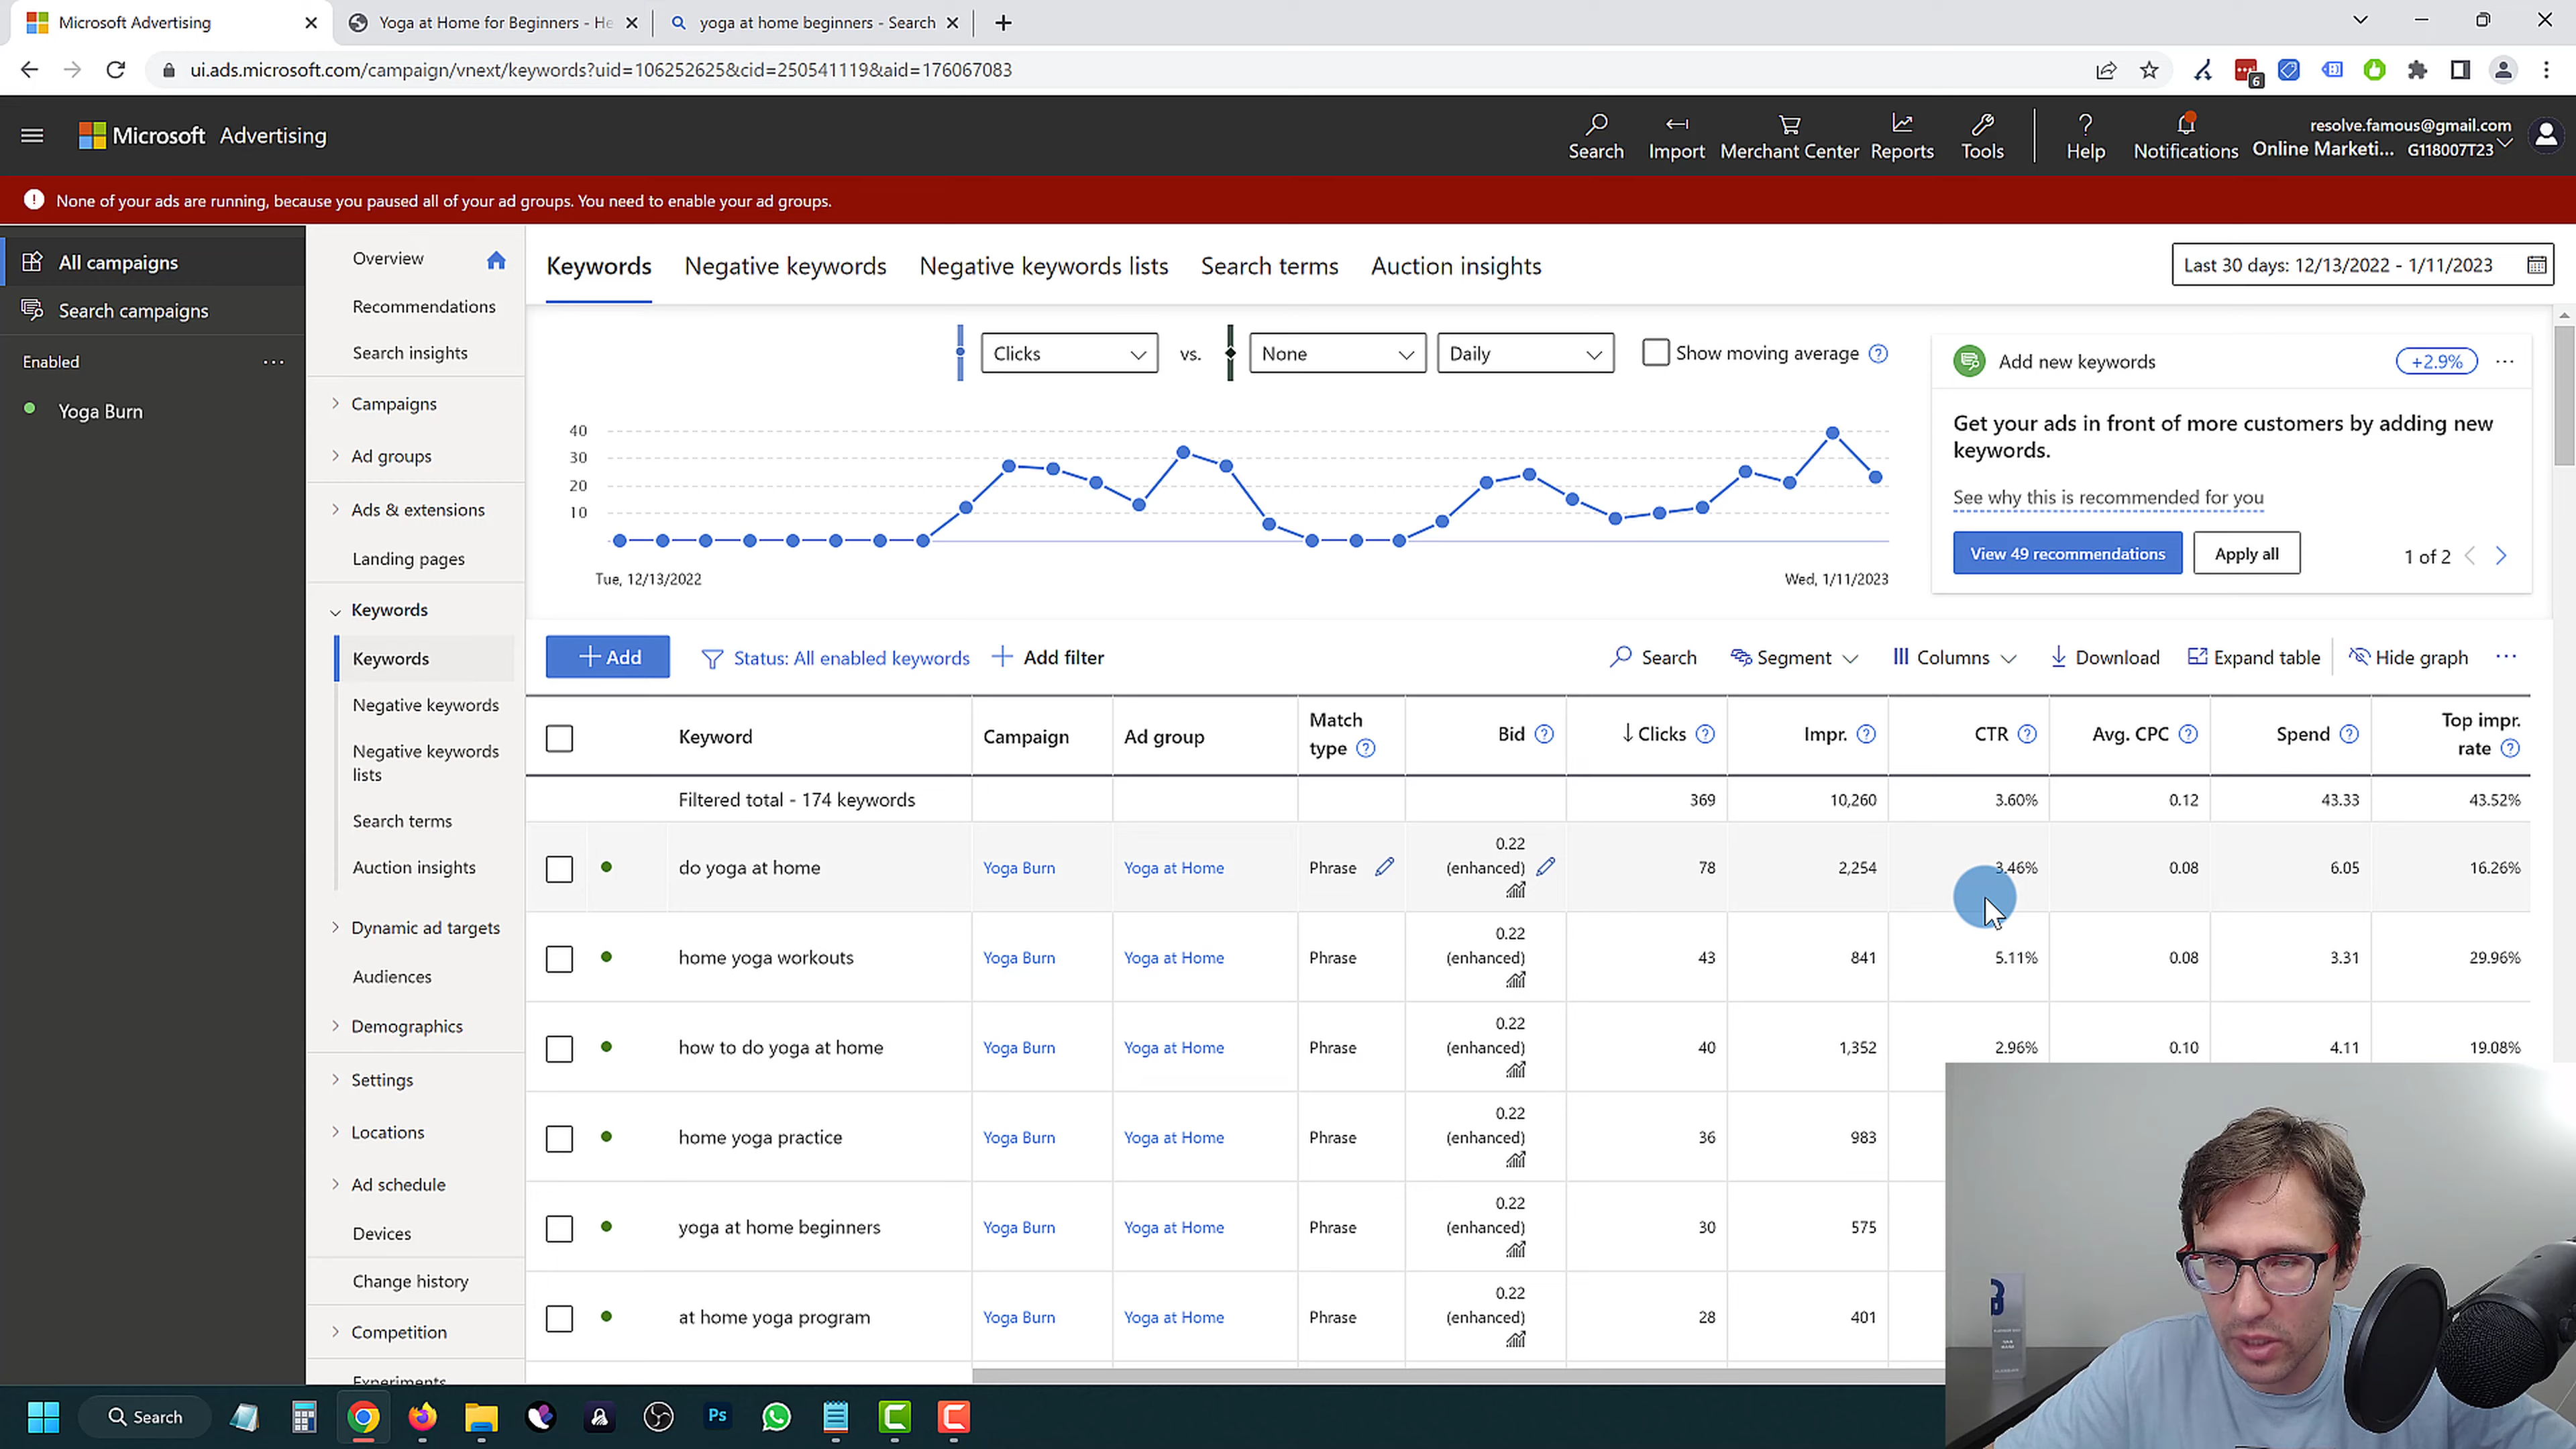 Microsoft Advertising
Yoga at Home for Beginners - He
yoga at home beginners - Search
ui.ads.microsoft.com/campaign/vnext/keywords?uid=106252625&cid=250541119&aid=176067083
6
Microsoft Advertising
Search
Import
Merchant Center
Reports
Tools
Help
Notifications
resolve.famous@gmail.com
Online Marketi... G118007T23
None of your ads are running, because you paused all of your ad groups. You need to enable your ad groups.
All campaigns
Search campaigns
Enabled
Yoga Burn
Overview
Recommendations
Search insights
Campaigns
Ad groups
Ads & extensions
Landing pages
Keywords
Keywords
Negative keywords
Negative keywords
lists
Search terms
Auction insights
Dynamic ad targets
Audiences
Demographics
Settings
Locations
Ad schedule
Devices
Change history
Competition
Experiments
Keywords
Negative keywords
Negative keywords lists
Search terms
Auction insights
Last 30 days: 12/13/2022 - 1/11/2023
Clicks
vs.
None
Daily
Show moving average
40
30
20
10
Tue, 12/13/2022
Wed, 1/11/2023
Add new keywords
+2.9%
Get your ads in front of more customers by adding new
keywords.
See why this is recommended for you
View 49 recommendations
Apply all
1 of 2
+ Add
Status: All enabled keywords
Add filter
Search
Segment
Columns
Download
Expand table
Hide graph
Keyword Campaign Ad group Match type Bid Clicks Impr. CTR Avg. CPC Spend Top impr. rate
Filtered total - 174 keywords 369 10,260 3.60% 0.12 43.33 43.52%
do yoga at home Yoga Burn Yoga at Home Phrase 0.22 (enhanced) 78 2,254 3.46% 0.08 6.05 16.26%
home yoga workouts Yoga Burn Yoga at Home Phrase 0.22 (enhanced) 43 841 5.11% 0.08 3.31 29.96%
how to do yoga at home Yoga Burn Yoga at Home Phrase 0.22 (enhanced) 40 1,352 2.96% 0.10 4.11 19.08%
home yoga practice Yoga Burn Yoga at Home Phrase 0.22 (enhanced) 36 983
yoga at home beginners Yoga Burn Yoga at Home Phrase 0.22 (enhanced) 30 575
at home yoga program Yoga Burn Yoga at Home Phrase 0.22 (enhanced) 28 401
Search
Ps